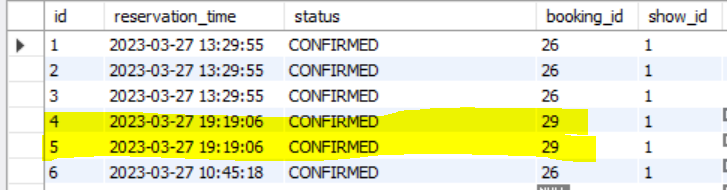 id reservation_time status booking_id show_id
1 2023-03-27 13:29:55 CONFIRMED 26 1
2 2023-03-27 13:29:55 CONFIRMED 26 1
3 2023-03-27 13:29:55 CONFIRMED 26 1
4 2023-03-27 19:19:06 CONFIRMED 29 1
5 2023-03-27 19:19:06 CONFIRMED 29 1
6 2023-03-27 10:45:18 CONFIRMED 26 1